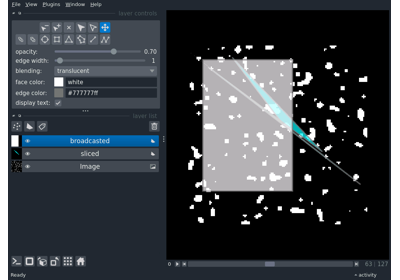 File View Plugins Window Help
layer controls
opacity: 0.70
edge width: 1
blending: translucent
face color: white
edge color: #777777ff
display text:
layer list
broadcasted
sliced
Image
63 127
Ready
activity